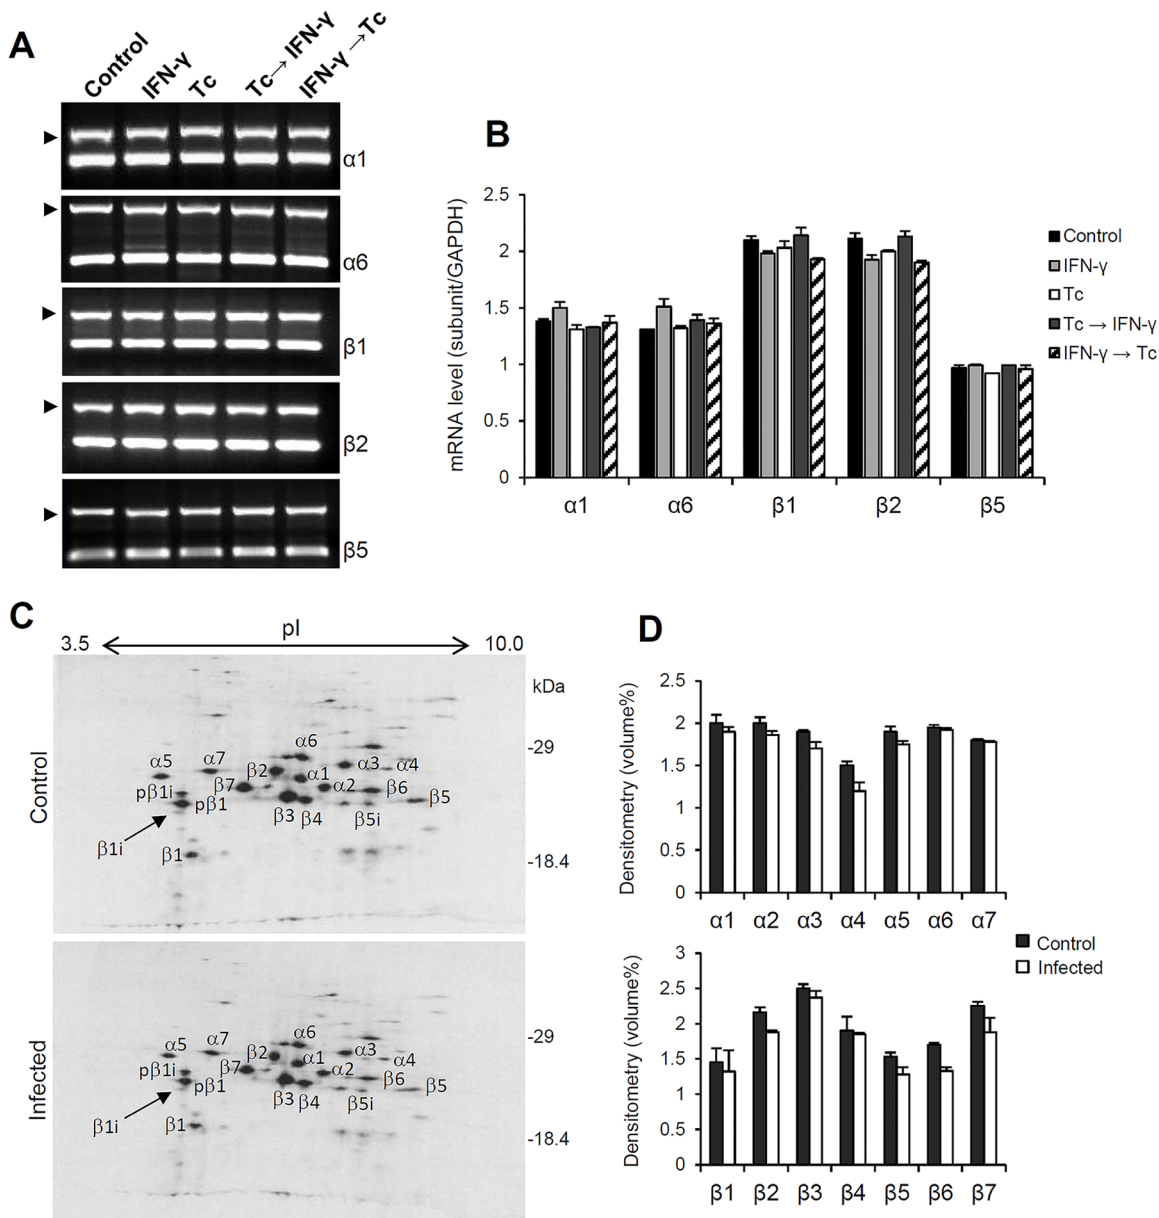 A
Control
IFN-γ
Tc
Tc→IFN-γ
IFN-γ→Tc
α1
α6
β1
β2
β5
B
mRNA level (subunit/GAPDH)
2.5
2
1.5
1
0.5
0
α1 α6 β1 β2 β5
Control
IFN-γ
Tc
Tc → IFN-γ
IFN-γ → Tc
C
pI
3.5 10.0
kDa
Control
α6
-29
α5 α7 β2 α3 α4
α1
pβ1i β7 α2 β6
pβ1 β3 β4 β5i β5
β1i
β1
-18.4
Infected
α6
-29
α5 α7 β2 α3 α4
α1
pβ1i β7 α2
pβ1 β6 β5
β3 β4 β5i
β1i
β1
-18.4
D
Densitometry (volume%)
2.5
2
1.5
1
0.5
0
α1 α2 α3 α4 α5 α6 α7
Control
Infected
Densitometry (volume%)
3
2.5
2
1.5
1
0.5
0
β1 β2 β3 β4 β5 β6 β7